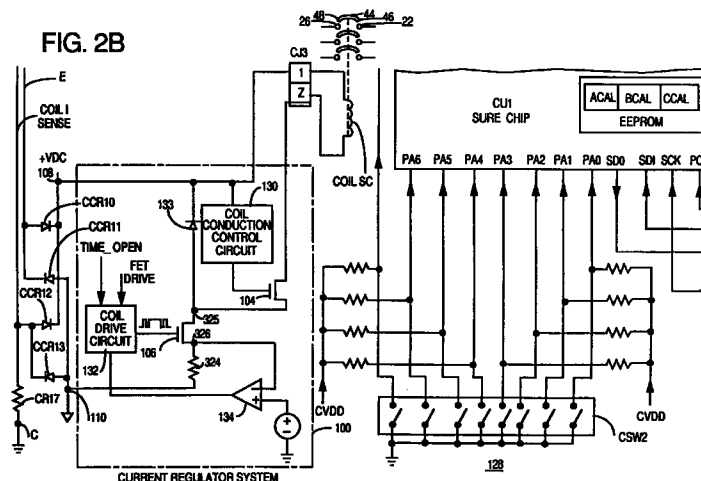 FIG. 2B
48 44 46
26 22
CJ3
1
Z
E
COIL I
SENSE
+VDC
108
CCR10
CCR11
TIME_OPEN
FET
DRIVE
CCR12
COIL
DRIVE
CIRCUIT
132
CCR13
CR17
C
110
133
130
COIL
CONDUCTION
CONTROL
CIRCUIT
104
325
326
106
324
134
100
CURRENT REGULATOR SYSTEM
COIL SC
CU1
SURE CHIP
ACAL BCAL CCAL
EEPROM
PA6 PA5 PA4 PA3 PA2 PA1 PA0 SD0 SDI SCK PC
CVDD
CVDD
CSW2
128